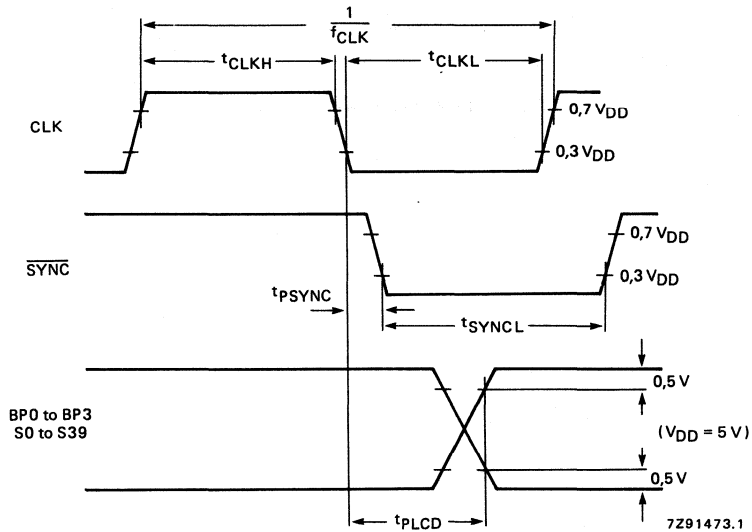 1
fCLK
tCLKH
tCLKL
CLK
0,7 VDD
0,3 VDD
SYNC
0,7 VDD
0,3 VDD
tPSYNC
tSYNCL
BP0 to BP3
S0 to S39
0,5 V
(VDD = 5 V)
0,5 V
tPLCD
7Z91473.1